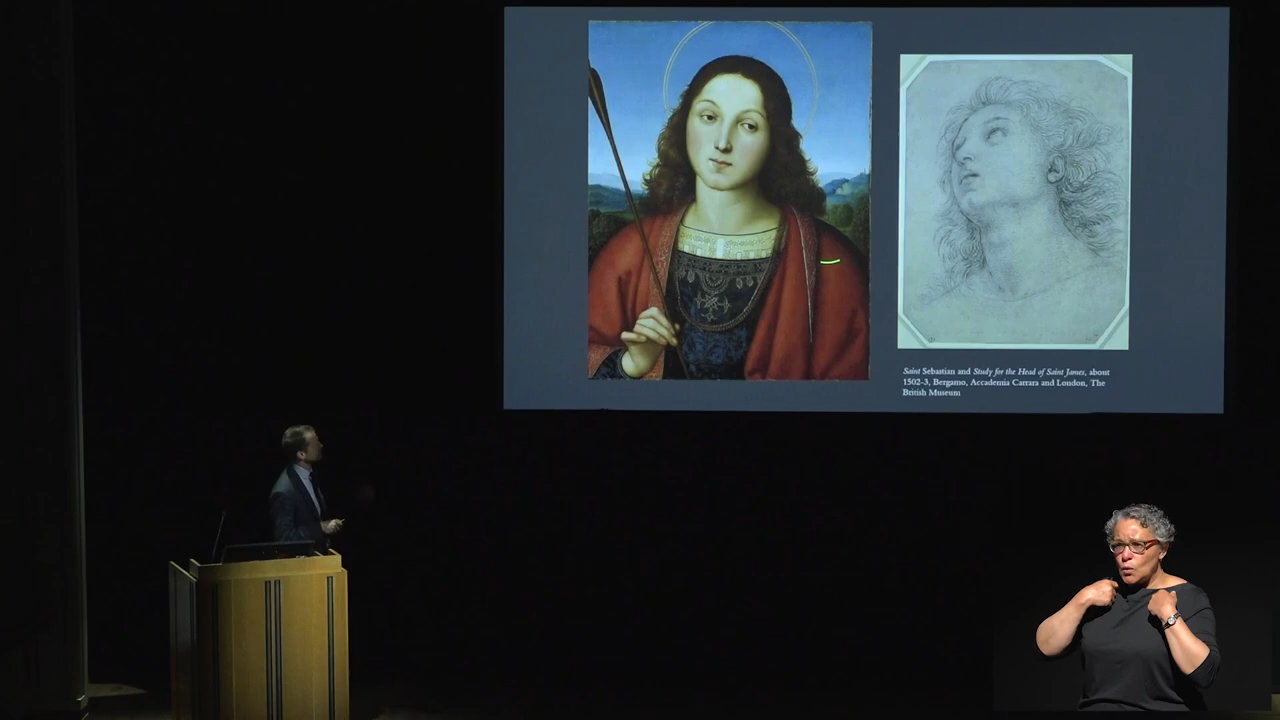 Saint Sebastian and Study for the Head of Saint James, about
1502-3, Bergamo, Accademia Carrara and London, The
British Museum